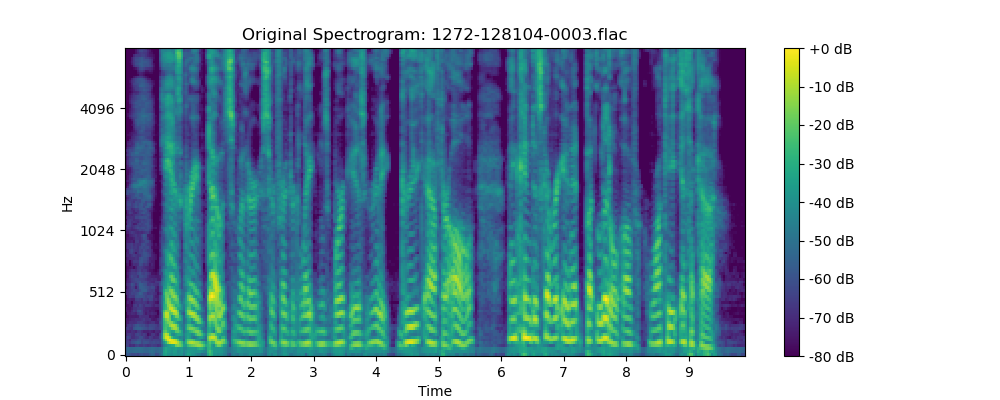 Original Spectrogram: 1272-128104-0003.flac
+0 dB
-10 dB
-20 dB
-30 dB
-40 dB
-50 dB
-60 dB
-70 dB
-80 dB
Hz
4096
2048
1024
512
0
0 1 2 3 4 5 6 7 8 9
Time